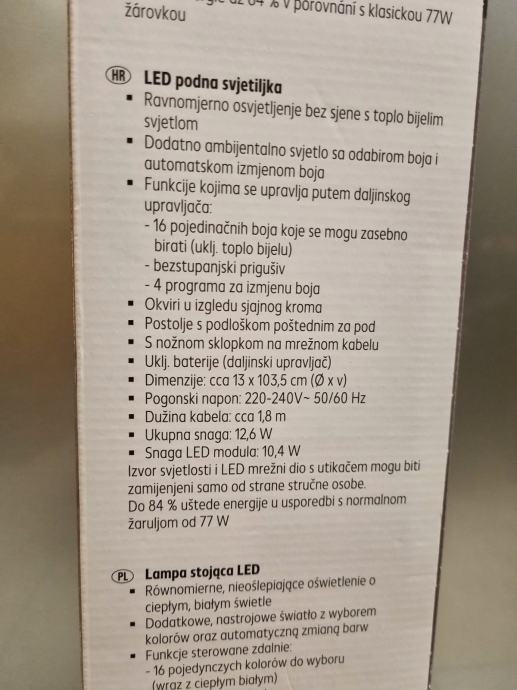 až 84 % v porovnání s klasickou 77W
žárovkou
HR LED podna svjetiljka
▪ Ravnomjerno osvjetljenje bez sjene s toplo bijelim
svjetlom
▪ Dodatno ambijentalno svjetlo sa odabirom boja i
automatskom izmjenom boja
▪ Funkcije kojima se upravlja putem daljinskog
upravljača:
- 16 pojedinačnih boja koje se mogu zasebno
birati (uklj. toplo bijelu)
- bezstupanjski prigušiv
- 4 programa za izmjenu boja
▪ Okviri u izgledu sjajnog kroma
▪ Postolje s podloškom poštednim za pod
▪ S nožnom sklopkom na mrežnom kabelu
▪ Uklj. baterije (daljinski upravljač)
▪ Dimenzije: cca 13 x 103,5 cm (Ø x v)
▪ Pogonski napon: 220-240V~ 50/60 Hz
▪ Dužina kabela: cca 1,8 m
▪ Ukupna snaga: 12,6 W
▪ Snaga LED modula: 10,4 W
Izvor svjetlosti i LED mrežni dio s utikačem mogu biti
zamijenjeni samo od strane stručne osobe.
Do 84 % uštede energije u usporedbi s normalnom
žaruljom od 77 W
PL Lampa stojąca LED
▪ Równomierne, nieoślepiające oświetlenie o
ciepłym, białym świetle
▪ Dodatkowe, nastrojowe światło z wyborem
kolorów oraz automatyczną zmianą barw
▪ Funkcje sterowane zdalnie:
- 16 pojedynczych kolorów do wyboru
(wraz z ciepłym białym)